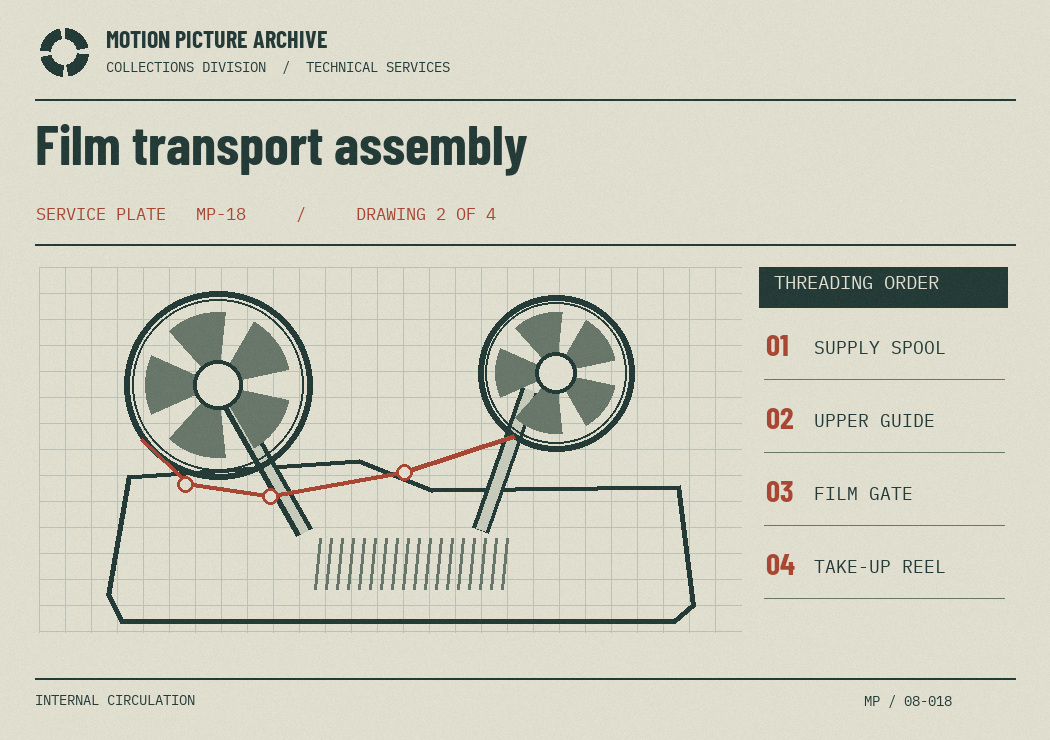 MOTION PICTURE ARCHIVE
COLLECTIONS DIVISION / TECHNICAL SERVICES
Film transport assembly
SERVICE PLATE MP-18 / DRAWING 2 OF 4
THREADING ORDER
01 SUPPLY SPOOL
02 UPPER GUIDE
03 FILM GATE
04 TAKE-UP REEL
INTERNAL CIRCULATION
MP / 08-018